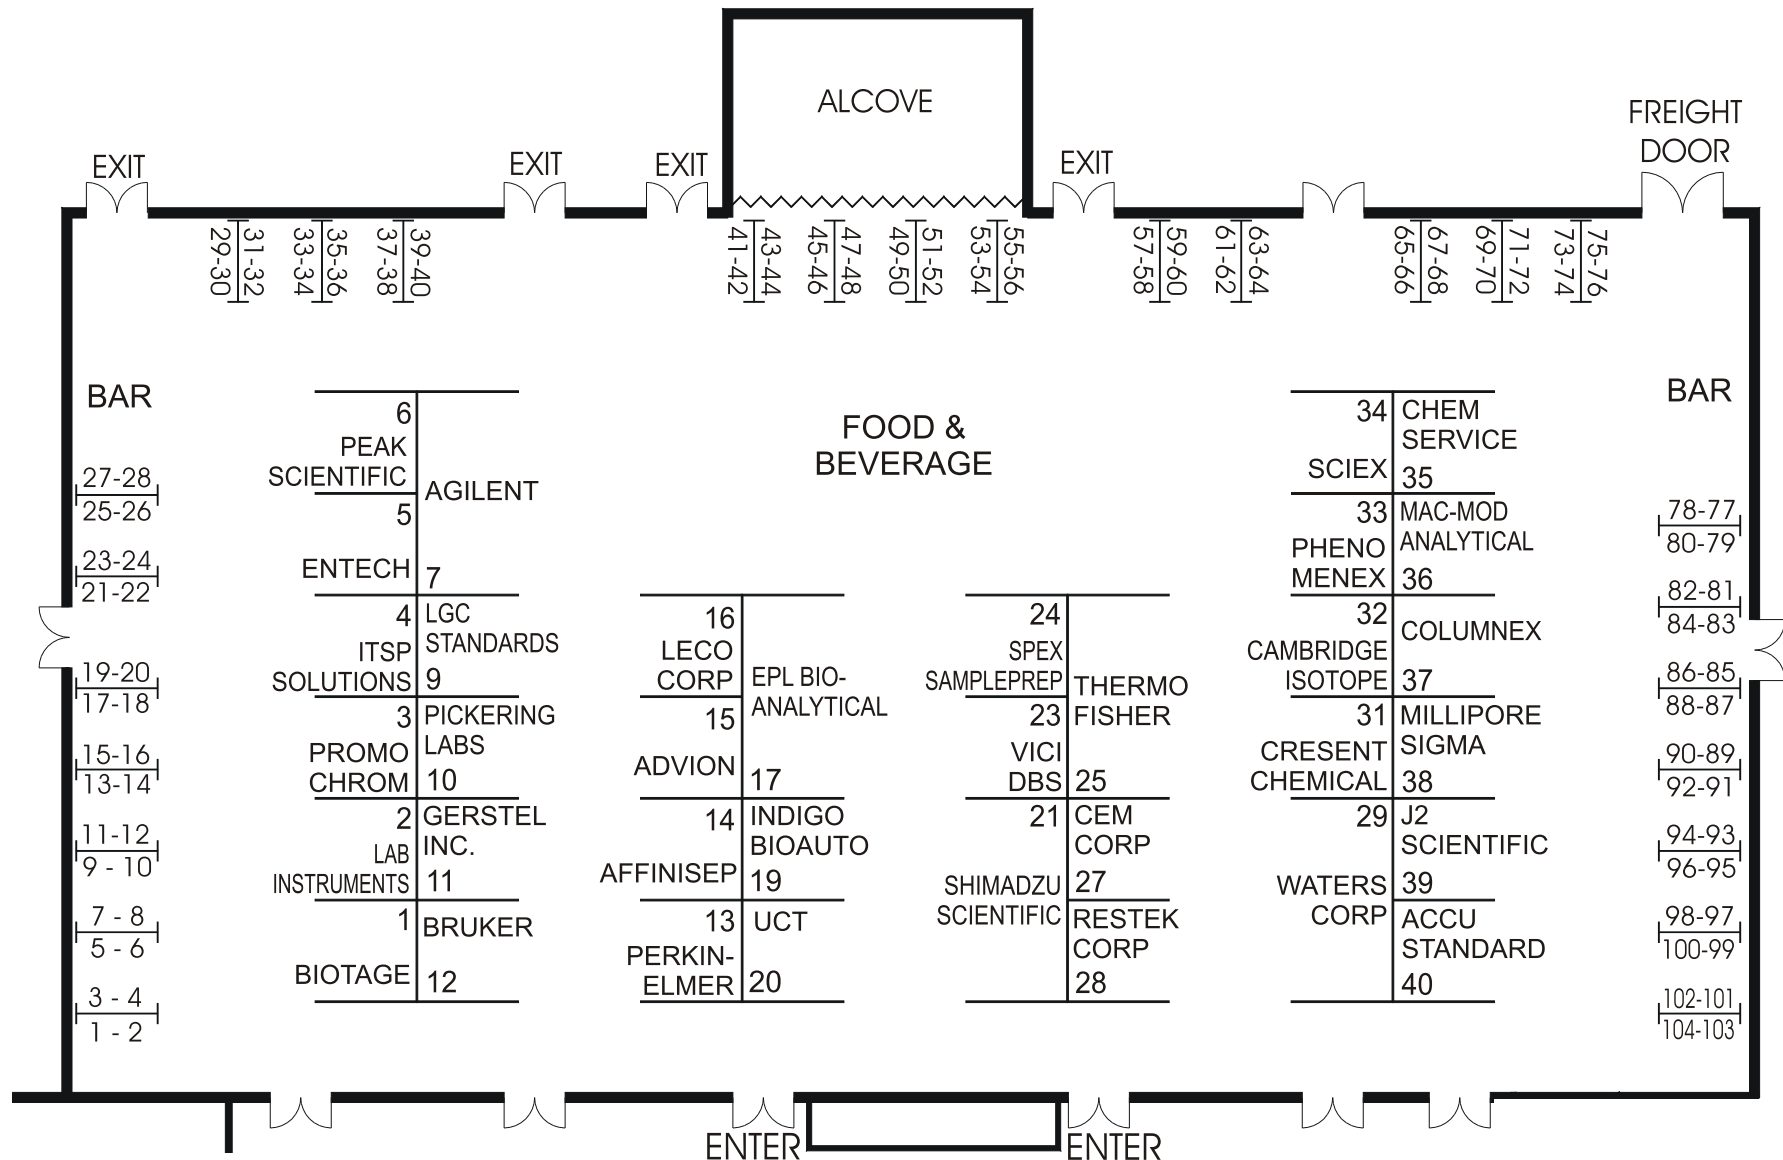 ALCOVE
FREIGHT
DOOR
EXIT
EXIT
EXIT
EXIT
29-30
31-32
33-34
35-36
37-38
39-40
41-42
43-44
45-46
47-48
49-50
51-52
53-54
55-56
57-58
59-60
61-62
63-64
65-66
67-68
69-70
71-72
73-74
75-76
BAR
27-28
25-26
23-24
21-22
19-20
17-18
15-16
13-14
11-12
9 - 10
7 - 8
5 - 6
3 - 4
1 - 2
6
PEAK
SCIENTIFIC
5
ENTECH
AGILENT
7
4
ITSP
SOLUTIONS
LGC
STANDARDS
9
3
PROMO
CHROM
PICKERING
LABS
10
2
LAB
INSTRUMENTS
GERSTEL
INC.
11
1
BIOTAGE
BRUKER
12
FOOD &
BEVERAGE
16
LECO
CORP
15
ADVION
EPL BIO-
ANALYTICAL
17
14
AFFINISEP
INDIGO
BIOAUTO
19
13
PERKIN-
ELMER
UCT
20
24
SPEX
SAMPLEPREP
23
VICI
DBS
THERMO
FISHER
25
21
SHIMADZU
SCIENTIFIC
CEM
CORP
27
RESTEK
CORP
28
34
SCIEX
CHEM
SERVICE
35
33
PHENO
MENEX
MAC-MOD
ANALYTICAL
36
32
CAMBRIDGE
ISOTOPE
COLUMNEX
37
31
CRESENT
CHEMICAL
MILLIPORE
SIGMA
38
29
WATERS
CORP
J2
SCIENTIFIC
39
ACCU
STANDARD
40
BAR
78-77
80-79
82-81
84-83
86-85
88-87
90-89
92-91
94-93
96-95
98-97
100-99
102-101
104-103
ENTER
ENTER